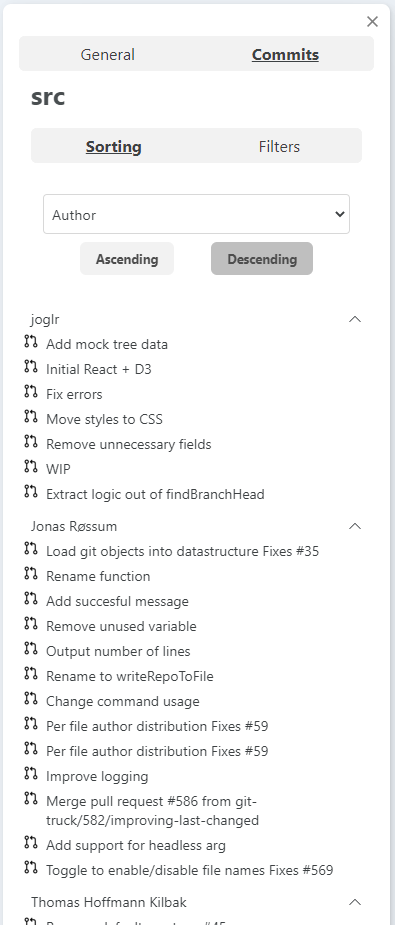 General Commits
src
Sorting Filters
Author
Ascending Descending
joglr
Add mock tree data
Initial React + D3
Fix errors
Move styles to CSS
Remove unnecessary fields
WIP
Extract logic out of findBranchHead
Jonas Røssum
Load git objects into datastructure Fixes #35
Rename function
Add succesful message
Remove unused variable
Output number of lines
Rename to writeRepoToFile
Change command usage
Per file author distribution Fixes #59
Per file author distribution Fixes #59
Improve logging
Merge pull request #586 from git-
truck/582/improving-last-changed
Add support for headless arg
Toggle to enable/disable file names Fixes #569
Thomas Hoffmann Kilbak